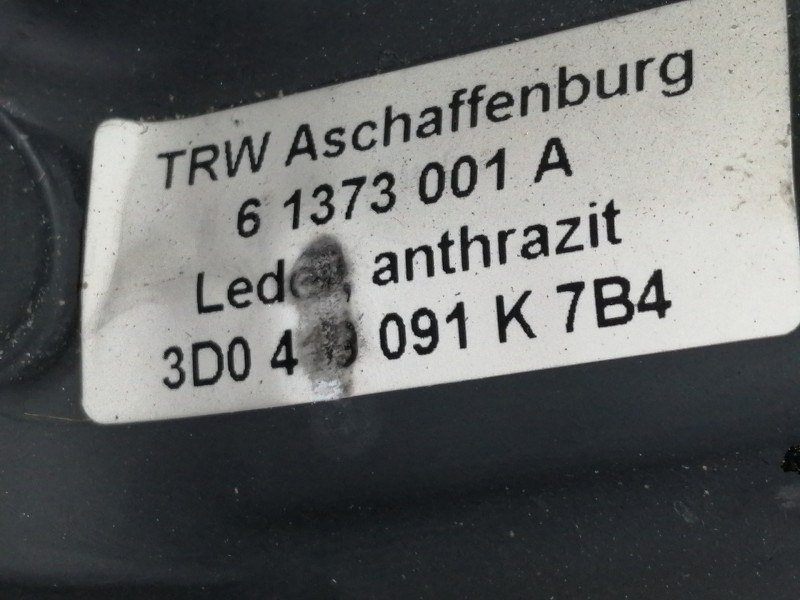 TRW Aschaffenburg
6 1373 001 A
anthrazit
3D0 091 K 7B4